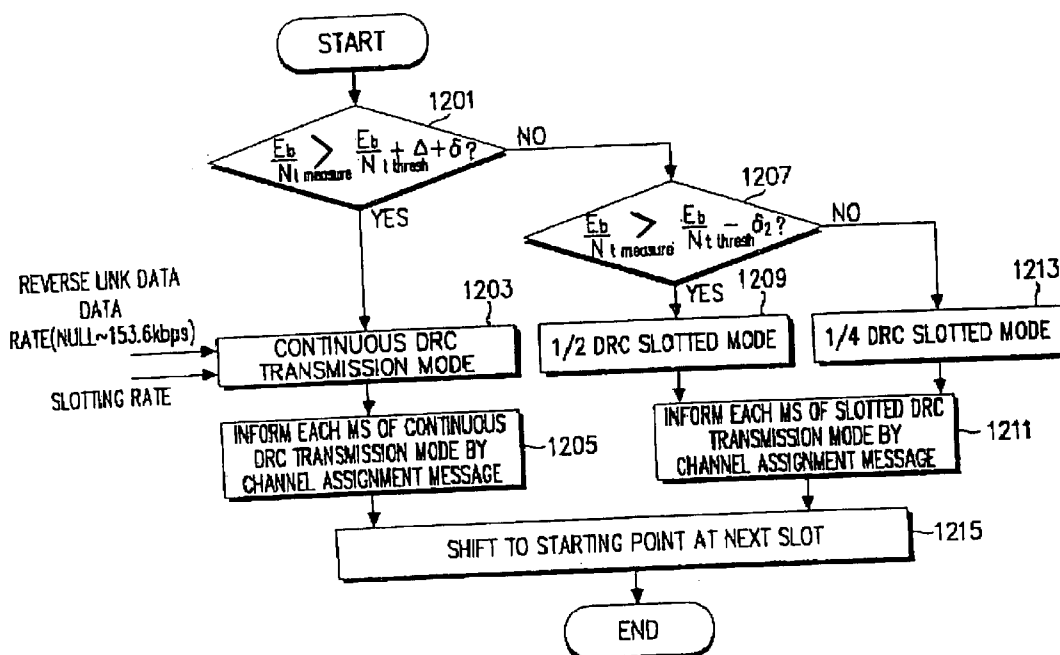 START
1201
Eb/Nt measure > Eb/Nt thresh + Δ + δ?
NO
YES
1207
Eb/Nt measure > Eb/Nt thresh - δ2?
NO
YES
REVERSE LINK DATA
DATA
RATE(NULL~153.6kbps)
SLOTTING RATE
1203
CONTINUOUS DRC
TRANSMISSION MODE
1209
1/2 DRC SLOTTED MODE
1213
1/4 DRC SLOTTED MODE
INFORM EACH MS OF CONTINUOUS
DRC TRANSMISSION MODE BY
CHANNEL ASSIGNMENT MESSAGE
1205
INFORM EACH MS OF SLOTTED DRC
TRANSMISSION MODE BY
CHANNEL ASSIGNMENT MESSAGE
1211
SHIFT TO STARTING POINT AT NEXT SLOT
1215
END